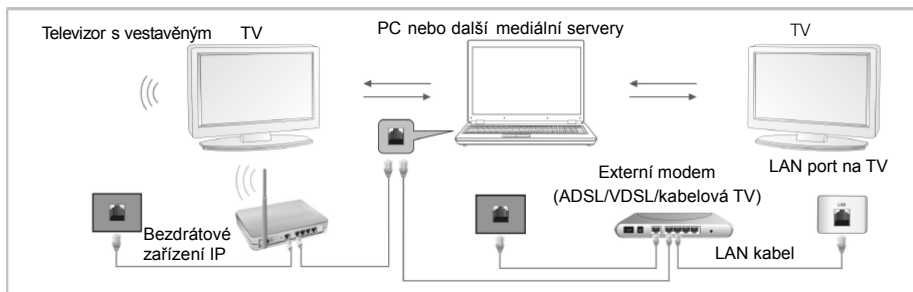 Televizor s vestavěným TV
PC nebo další mediální servery
TV
LAN port na TV
Externí modem
(ADSL/VDSL/kabelová TV)
LAN
Bezdrátové
zařízení IP
LAN kabel